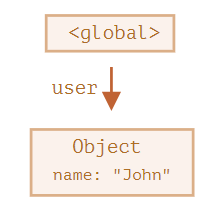 <global>
user
Object
name: "John"